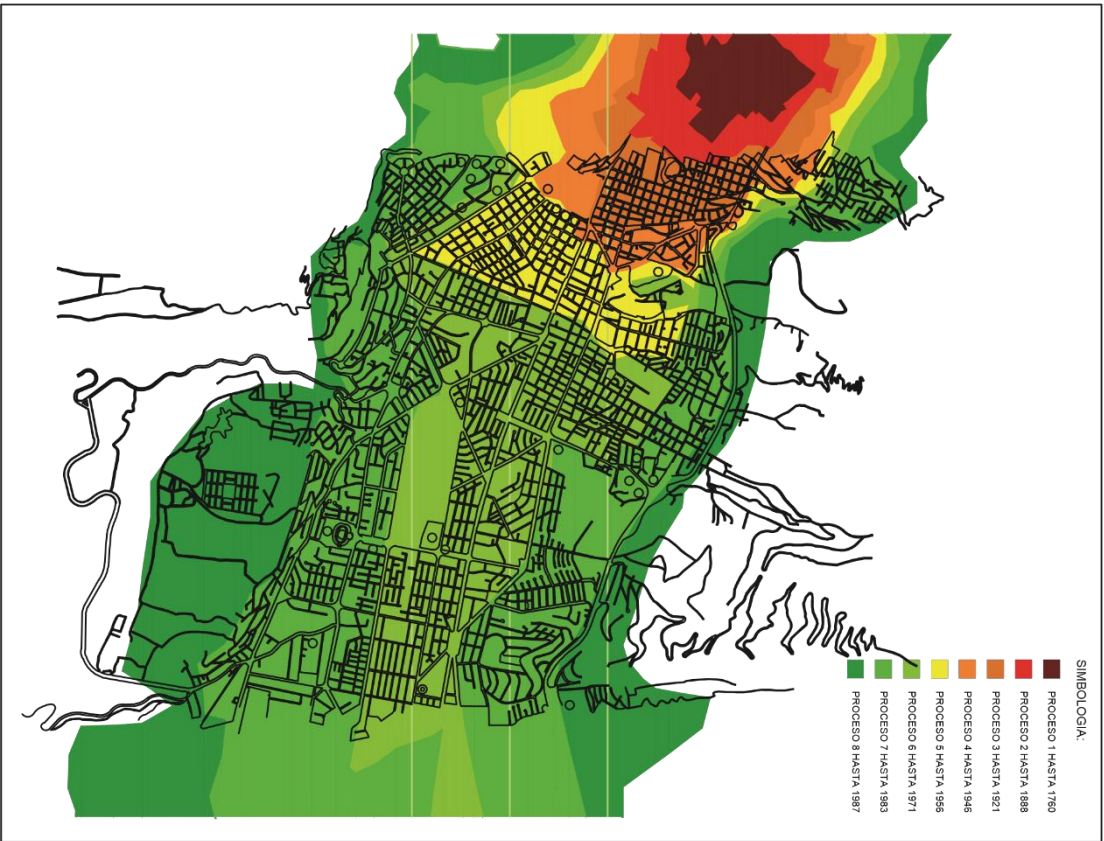 SIMBOLOGIA:
PROCESO 1 HASTA 1760
PROCESO 2 HASTA 1888
PROCESO 3 HASTA 1921
PROCESO 4 HASTA 1946
PROCESO 5 HASTA 1956
PROCESO 6 HASTA 1971
PROCESO 7 HASTA 1983
PROCESO 8 HASTA 1987